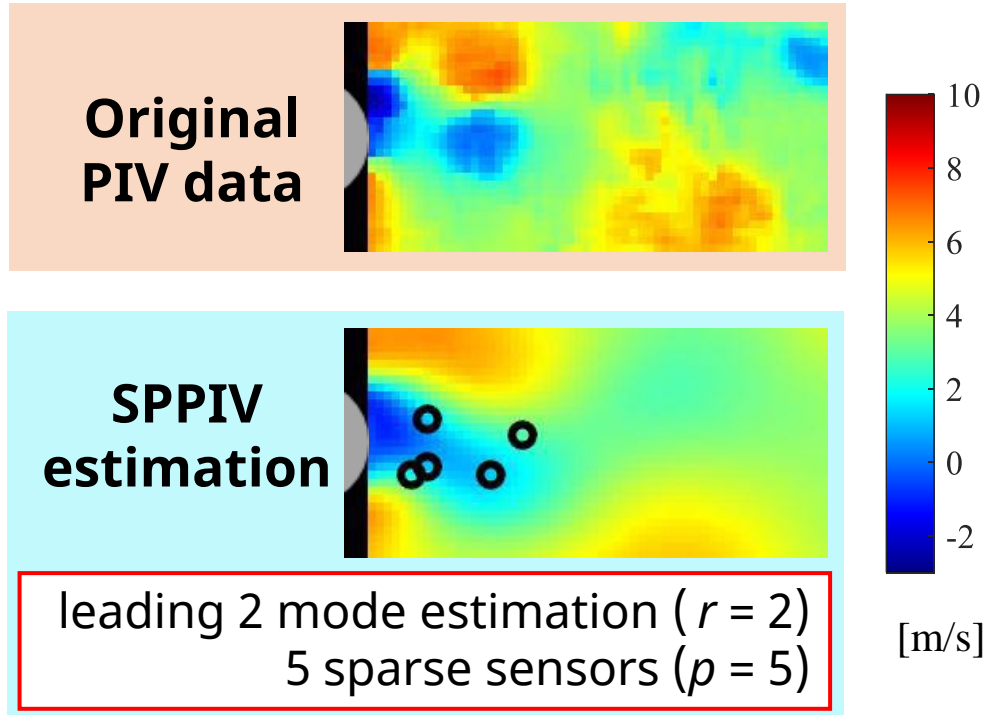 Original
PIV data
SPPIV
estimation
leading 2 mode estimation ( r = 2)
5 sparse sensors (p = 5)
10
8
6
4
2
0
-2
[m/s]